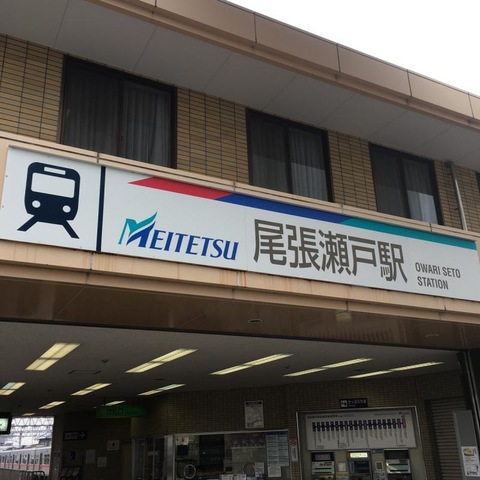 MEITETSU
尾張瀬戸駅
OWARI SETO
STATION